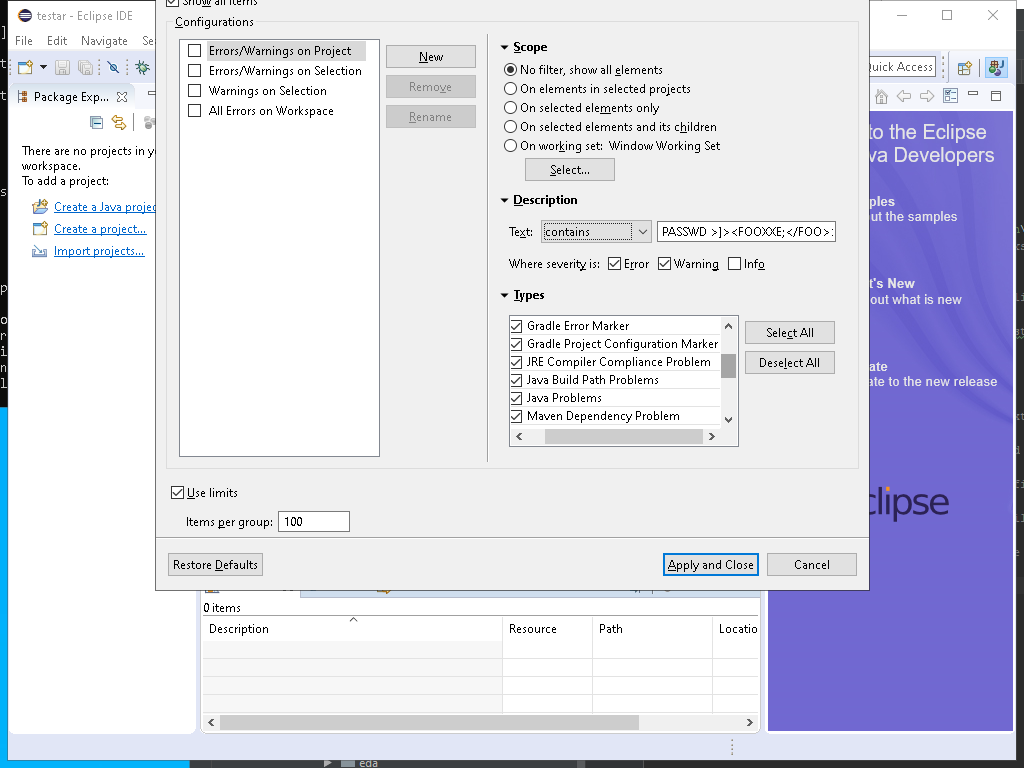 testar - Eclipse IDE
Show all items
File Edit Navigate Se
Configurations
Errors/Warnings on Project
Errors/Warnings on Selection
Warnings on Selection
All Errors on Workspace
New
Remove
Rename
Scope
No filter, show all elements
On elements in selected projects
On selected elements only
On selected elements and its children
On working set: Window Working Set
Select...
Description
Text: contains PASSWD >]><FOOXXE;</FOO>
Where severity is: Error Warning Info
Types
Gradle Error Marker
Gradle Project Configuration Marker
JRE Compiler Compliance Problem
Java Build Path Problems
Java Problems
Maven Dependency Problem
Select All
Deselect All
Use limits
Items per group: 100
Restore Defaults
Apply and Close
Cancel
Package Exp...
There are no projects in y
workspace.
To add a project:
Create a Java projec
Create a project...
Import projects...
Quick Access
to the Eclipse
va Developers
ples
out the samples
t's New
out what is new
ate
ate to the new release
clipse
0 items
Description Resource Path Locatio
eda